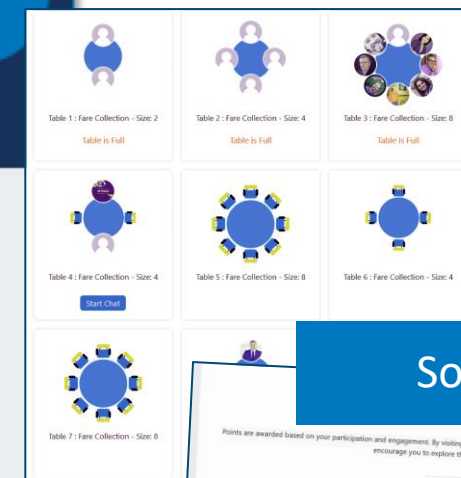 Table 1 : Fare Collection - Size: 2
Table is Full
Table 2 : Fare Collection - Size: 4
Table is Full
Table 3 : Fare Collection - Size: 8
Table is Full
Table 4 : Fare Collection - Size: 4
Start Chat
Table 5 : Fare Collection - Size: 8
Table 6 : Fare Collection - Size: 4
Table 7 : Fare Collection - Size: 8
So
Points are awarded based on your participation and engagement. By visiting
encourage you to explore th